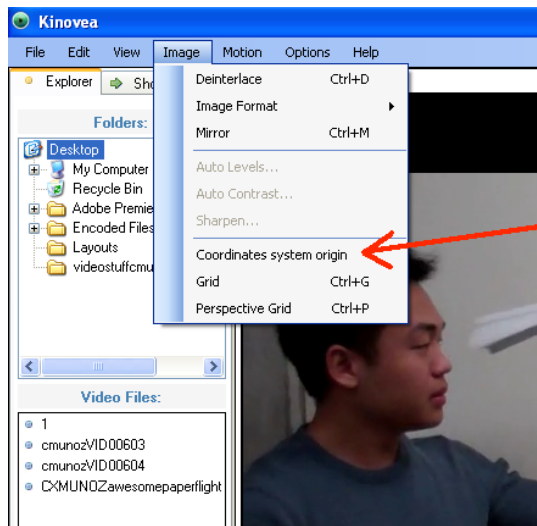 Kinovea
File Edit View Image Motion Options Help
Explorer
Deinterlace Ctrl+D
Image Format
Mirror Ctrl+M
Auto Levels...
Auto Contrast...
Sharpen...
Coordinates system origin
Grid Ctrl+G
Perspective Grid Ctrl+P
Folders:
Desktop
My Computer
Recycle Bin
Adobe Premie
Encoded Files
Layouts
videostuffcmu
Video Files:
1
cmunozVID00603
cmunozVID00604
CXMUNOZawesomepaperflight